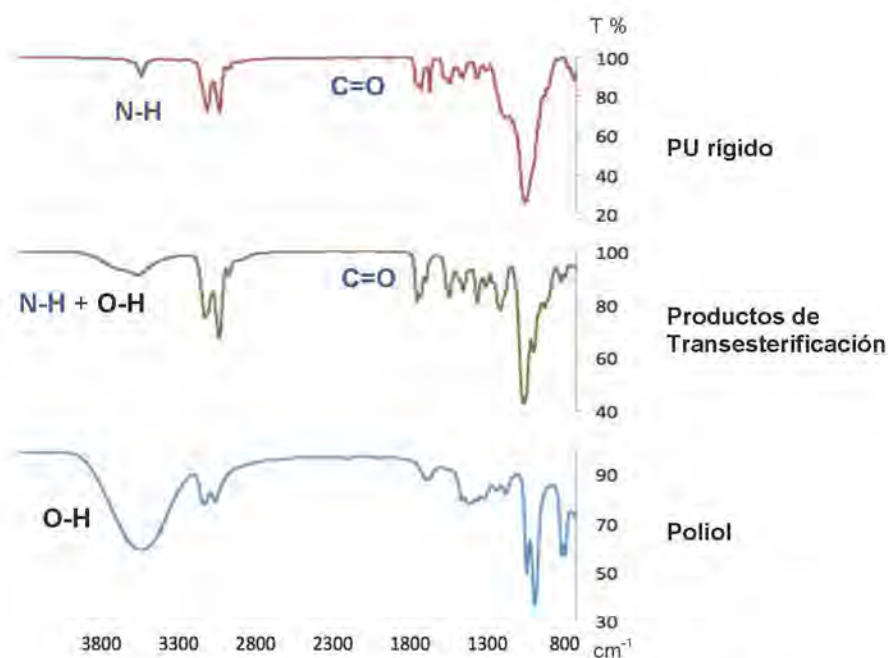 T %
100
80
60
40
20
N-H
C=O
PU rígido
100
80
60
40
N-H + O-H
C=O
Productos de
Transesterificación
90
70
50
30
O-H
Poliol
3800 3300 2800 2300 1800 1300 800 cm⁻¹